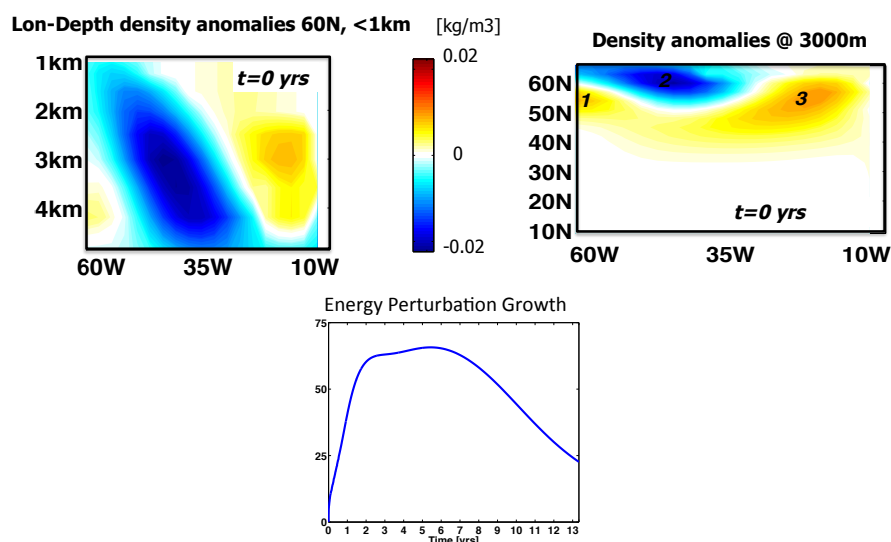 Lon-Depth density anomalies 60N, <1km
[kg/m3]
Density anomalies @ 3000m
1km
2km
3km
4km
t=0 yrs
60W
35W
10W
0.02
0
-0.02
60N
50N
40N
30N
20N
10N
1
2
3
t=0 yrs
60W
35W
10W
Energy Perturbation Growth
75
50
25
0
0 1 2 3 4 5 6 7 8 9 10 11 12 13
Time [yrs]